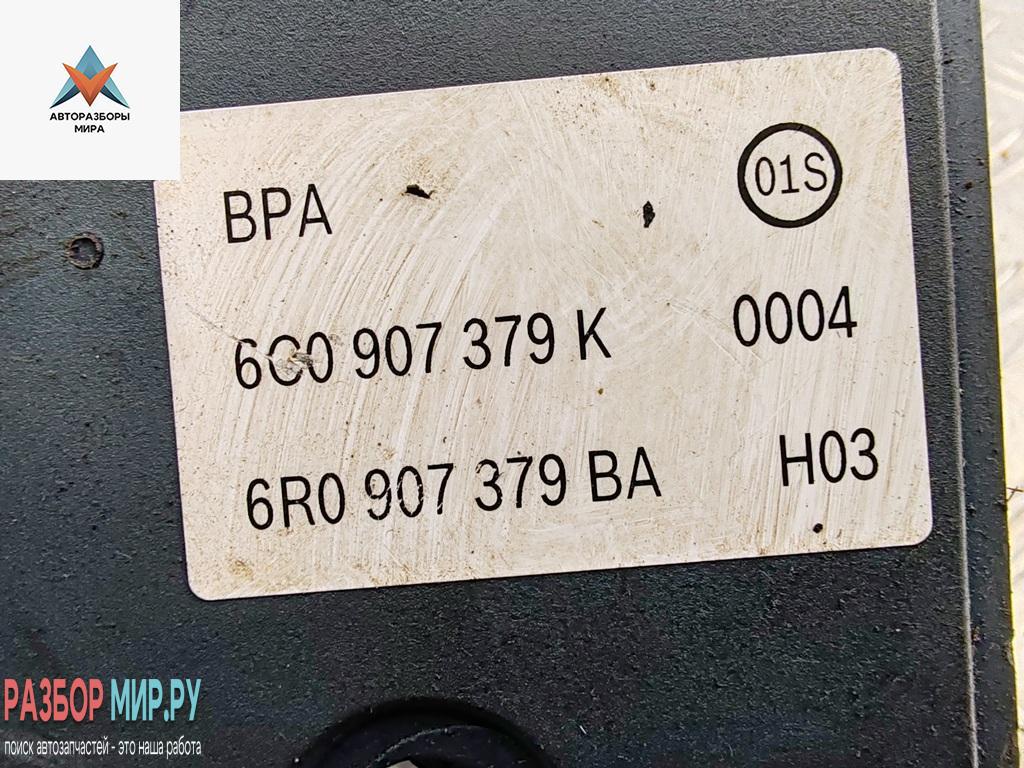 АВТОРАЗБОРЫ
МИРА
01S
BPA
6C0 907 379 K 0004
6R0 907 379 BA H03
РАЗБОР МИР.РУ
поиск автозапчастей - это наша работа